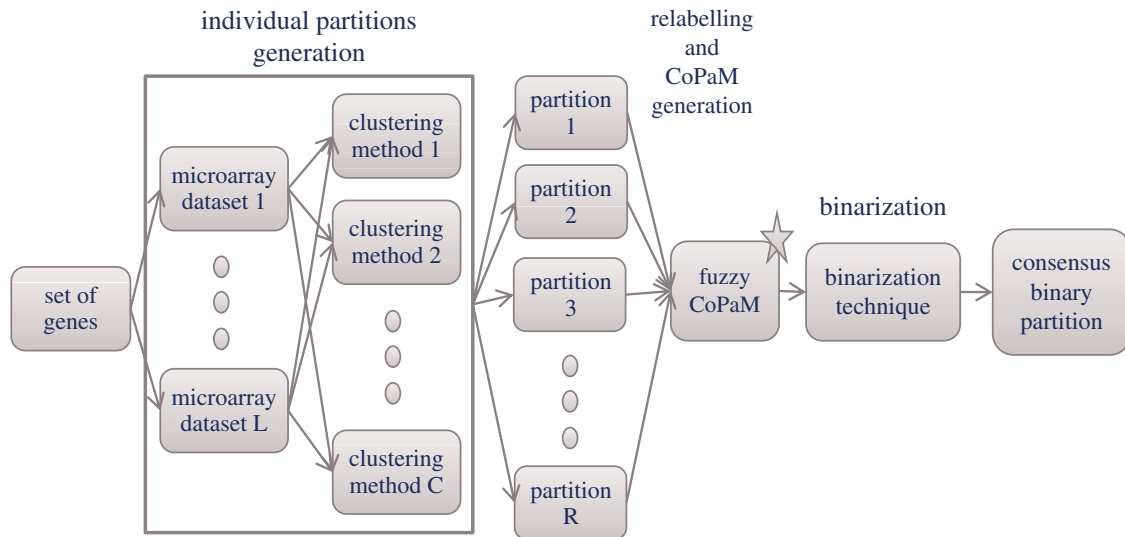 individual partitions
generation
relabelling
and
CoPaM
generation
set of
genes
microarray
dataset 1
microarray
dataset L
clustering
method 1
clustering
method 2
clustering
method C
partition
1
partition
2
partition
3
partition
R
fuzzy
CoPaM
binarization
binarization
technique
consensus
binary
partition